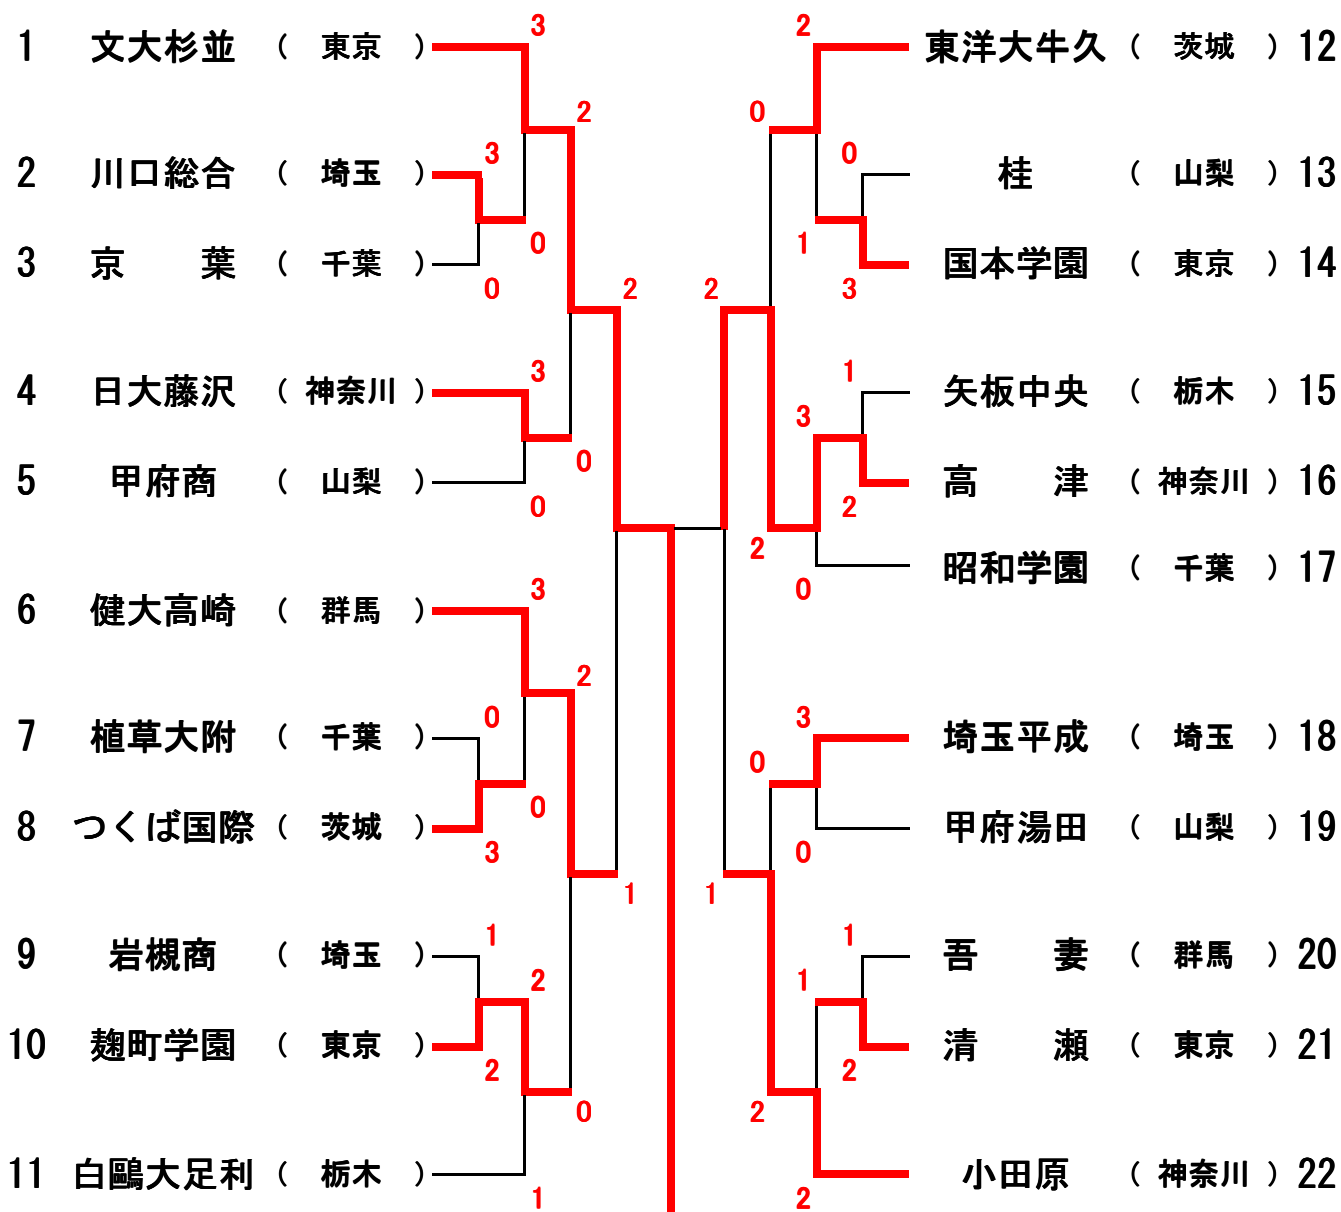 1 文大杉並 ( 東京 ) 3 2 東洋大牛久 ( 茨城 ) 12
2 0
2 川口総合 ( 埼玉 ) 3 0 桂 ( 山梨 ) 13
0 1
3 京 葉 ( 千葉 ) 国本学園 ( 東京 ) 14
0 2 2 3
4 日大藤沢 ( 神奈川 ) 3 1 矢板中央 ( 栃木 ) 15
3
0
5 甲府商 ( 山梨 ) 高 津 ( 神奈川 ) 16
0 2
2
昭和学園 ( 千葉 ) 17
6 健大高崎 ( 群馬 ) 3 0
2
7 植草大附 ( 千葉 ) 0 3 埼玉平成 ( 埼玉 ) 18
0
0
8 つくば国際 ( 茨城 ) 甲府湯田 ( 山梨 ) 19
3 0
1 1
9 岩槻商 ( 埼玉 ) 1 1 吾 妻 ( 群馬 ) 20
2 1
10 麹町学園 ( 東京 ) 清 瀬 ( 東京 ) 21
2 2
0 2
11 白鷗大足利 ( 栃木 ) 小田原 ( 神奈川 ) 22
1 2